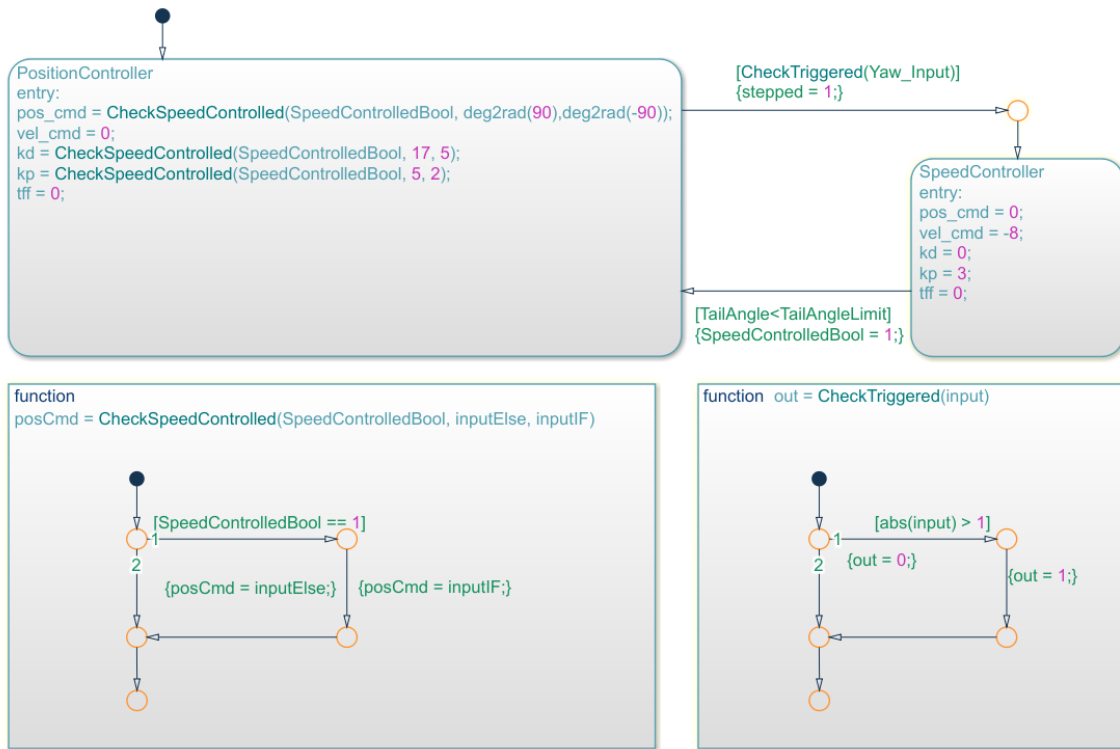 PositionController
entry:
pos_cmd = CheckSpeedControlled(SpeedControlledBool, deg2rad(90),deg2rad(-90));
vel_cmd = 0;
kd = CheckSpeedControlled(SpeedControlledBool, 17, 5);
kp = CheckSpeedControlled(SpeedControlledBool, 5, 2);
tff = 0;
[CheckTriggered(Yaw_Input)]
{stepped = 1;}
SpeedController
entry:
pos_cmd = 0;
vel_cmd = -8;
kd = 0;
kp = 3;
tff = 0;
[TailAngle<TailAngleLimit]
{SpeedControlledBool = 1;}
function
posCmd = CheckSpeedControlled(SpeedControlledBool, inputElse, inputIF)
[SpeedControlledBool == 1]
1
2
{posCmd = inputElse;}
{posCmd = inputIF;}
function out = CheckTriggered(input)
[abs(input) > 1]
1
2
{out = 0;}
{out = 1;}